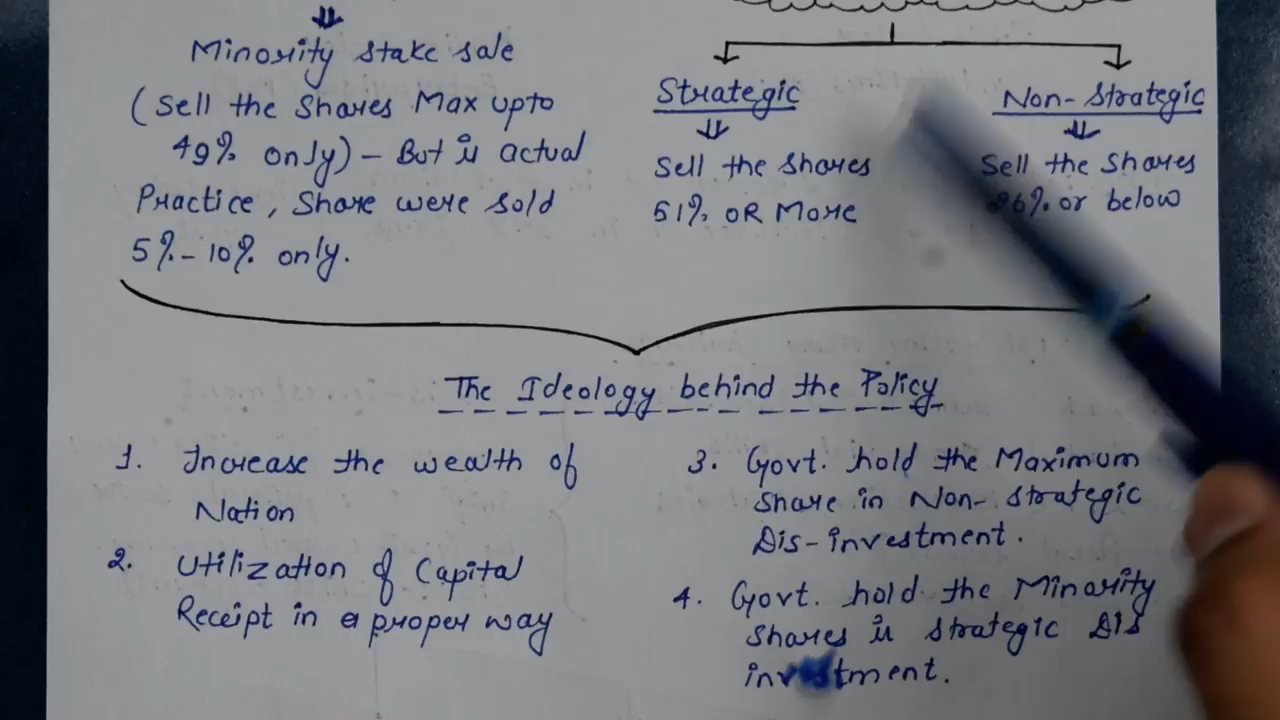 Minority stake sale
(Sell the Shares Max upto
49% only) - But is actual
Practice, Share were sold
5% - 10% only.
Strategic
Sell the Shares
51% OR More
Non-Strategic
Sell the Shares
or below
The Ideology behind the Policy
1. Increase the wealth of
Nation
2. Utilization of Capital
Receipt in a proper way
3. Govt. hold the Maximum
Share in Non-Strategic
Dis-investment.
4. Govt. hold the Minority
Shares is Strategic Dis
investment.